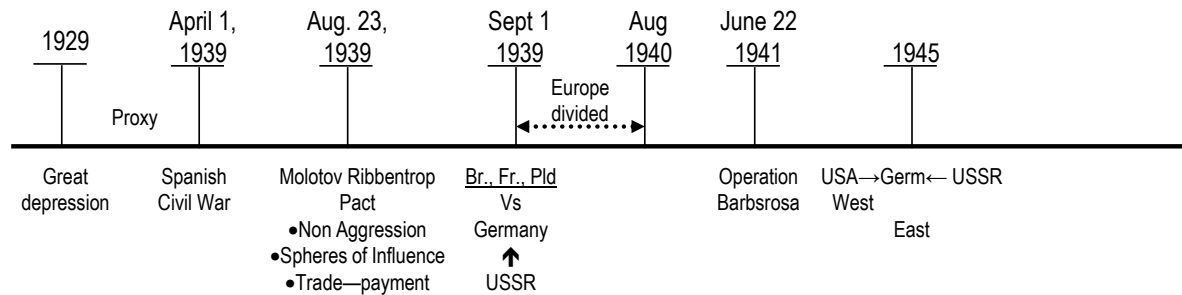 1929
April 1,
1939
Aug. 23,
1939
Sept 1
1939
Aug
1940
June 22
1941
1945
Proxy
Europe
divided
Great
depression
Spanish
Civil War
Molotov Ribbentrop
Pact
•Non Aggression
•Spheres of Influence
•Trade—payment
Br., Fr., Pld
Vs
Germany
↑
USSR
Operation
Barbsrosa
USA→Germ← USSR
West
East